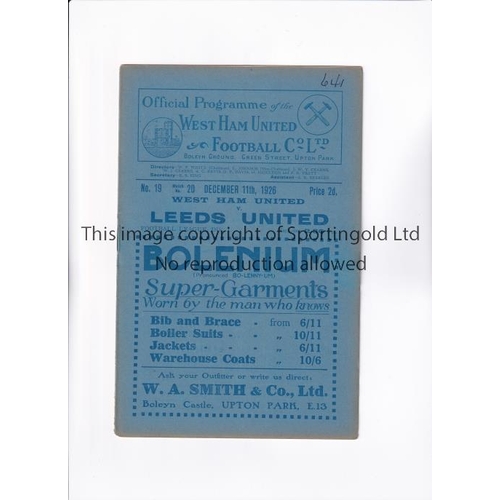 641
Official Programme of the
WEST HAM UNITED
FOOTBALL CO. LTD
BOLEYN GROUND GREEN STREET UPTON PARK
No. 19 20 DECEMBER 11th, 1926 Price 2d.
WEST HAM UNITED
v.
LEEDS UNITED
This image copyright of Sportingold Ltd
BOLENIUM
No reproduction allowed
Super-Garments
Worn by the man who knows
Bib and Brace - from 6/11
Boiler Suits - „ 10/11
Jackets - - „ 6/11
Warehouse Coats „ 10/6
Ask your Outfitter or write us direct.
W. A. SMITH & Co., Ltd.
Boleyn Castle, UPTON PARK, E.13